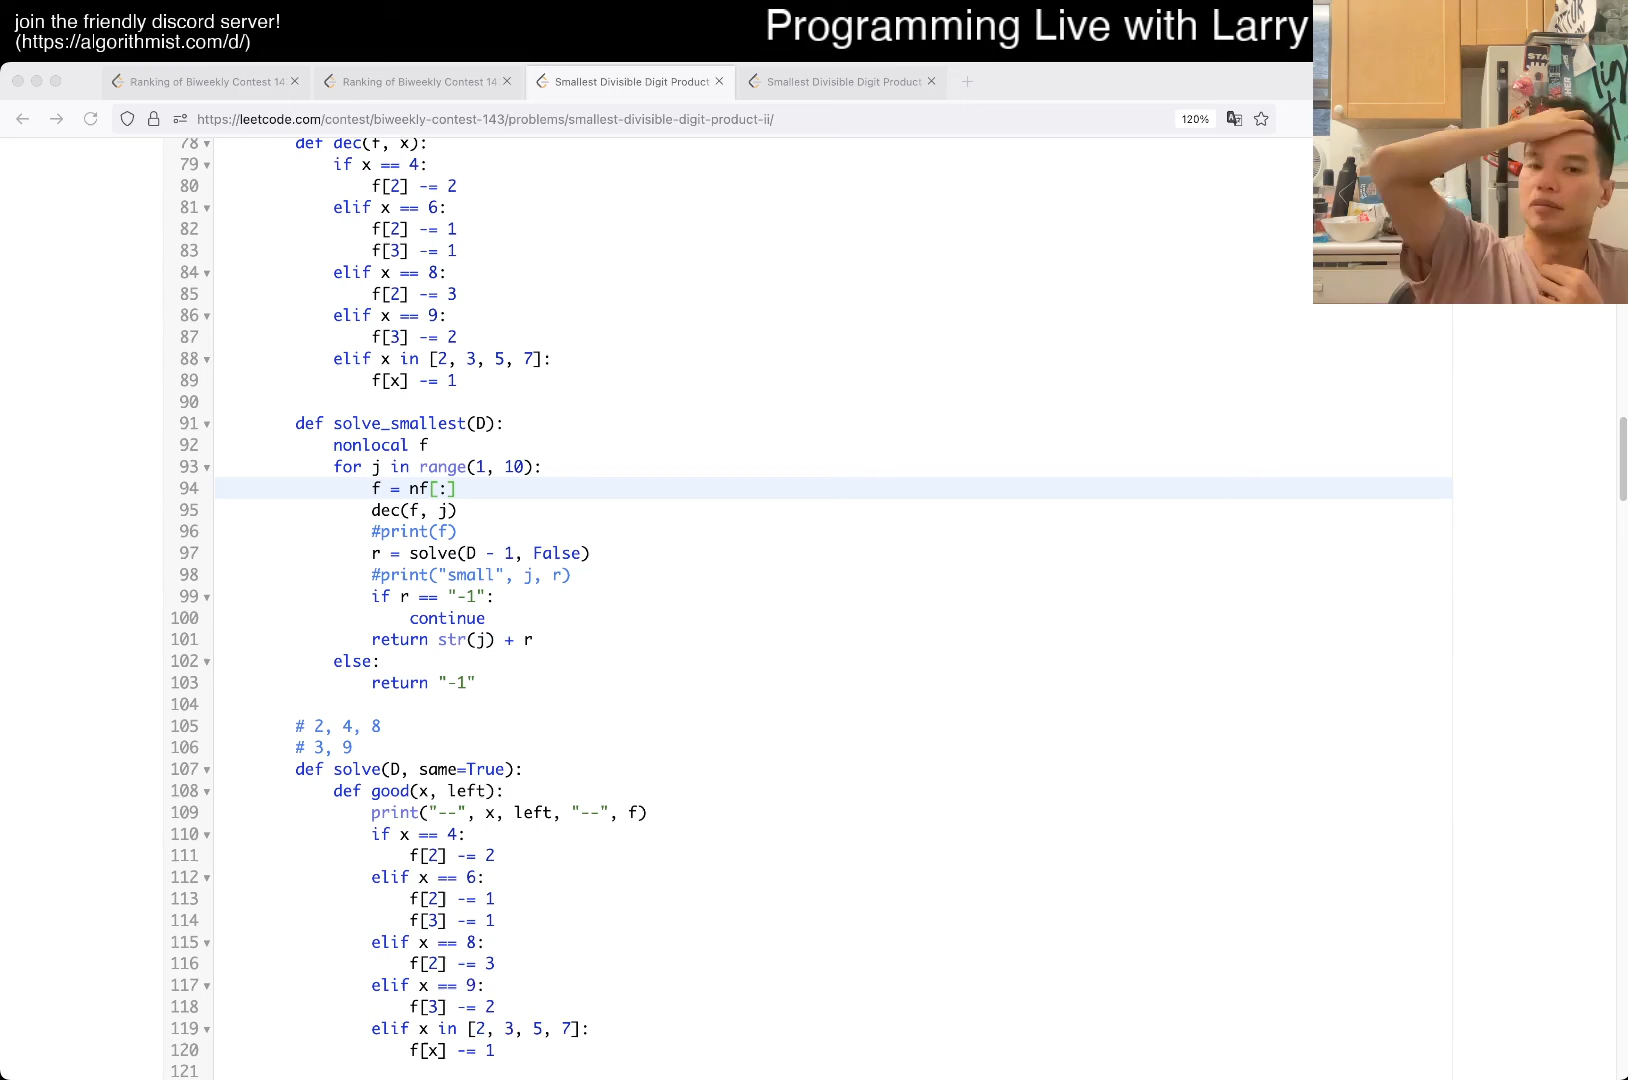 join the friendly discord server!
(https://algorithmist.com/d/)
Programming Live with Larry
Ranking of Biweekly Contest 14
Ranking of Biweekly Contest 14
Smallest Divisible Digit Product
Smallest Divisible Digit Product
https://leetcode.com/contest/biweekly-contest-143/problems/smallest-divisible-digit-product-ii/
120%
78 def dec(f, x):
79 if x == 4:
80 f[2] -= 2
81 elif x == 6:
82 f[2] -= 1
83 f[3] -= 1
84 elif x == 8:
85 f[2] -= 3
86 elif x == 9:
87 f[3] -= 2
88 elif x in [2, 3, 5, 7]:
89 f[x] -= 1
90
91 def solve_smallest(D):
92 nonlocal f
93 for j in range(1, 10):
94 f = nf[:]
95 dec(f, j)
96 #print(f)
97 r = solve(D - 1, False)
98 #print("small", j, r)
99 if r == "-1":
100 continue
101 return str(j) + r
102 else:
103 return "-1"
104
105 # 2, 4, 8
106 # 3, 9
107 def solve(D, same=True):
108 def good(x, left):
109 print("--", x, left, "--", f)
110 if x == 4:
111 f[2] -= 2
112 elif x == 6:
113 f[2] -= 1
114 f[3] -= 1
115 elif x == 8:
116 f[2] -= 3
117 elif x == 9:
118 f[3] -= 2
119 elif x in [2, 3, 5, 7]:
120 f[x] -= 1
121